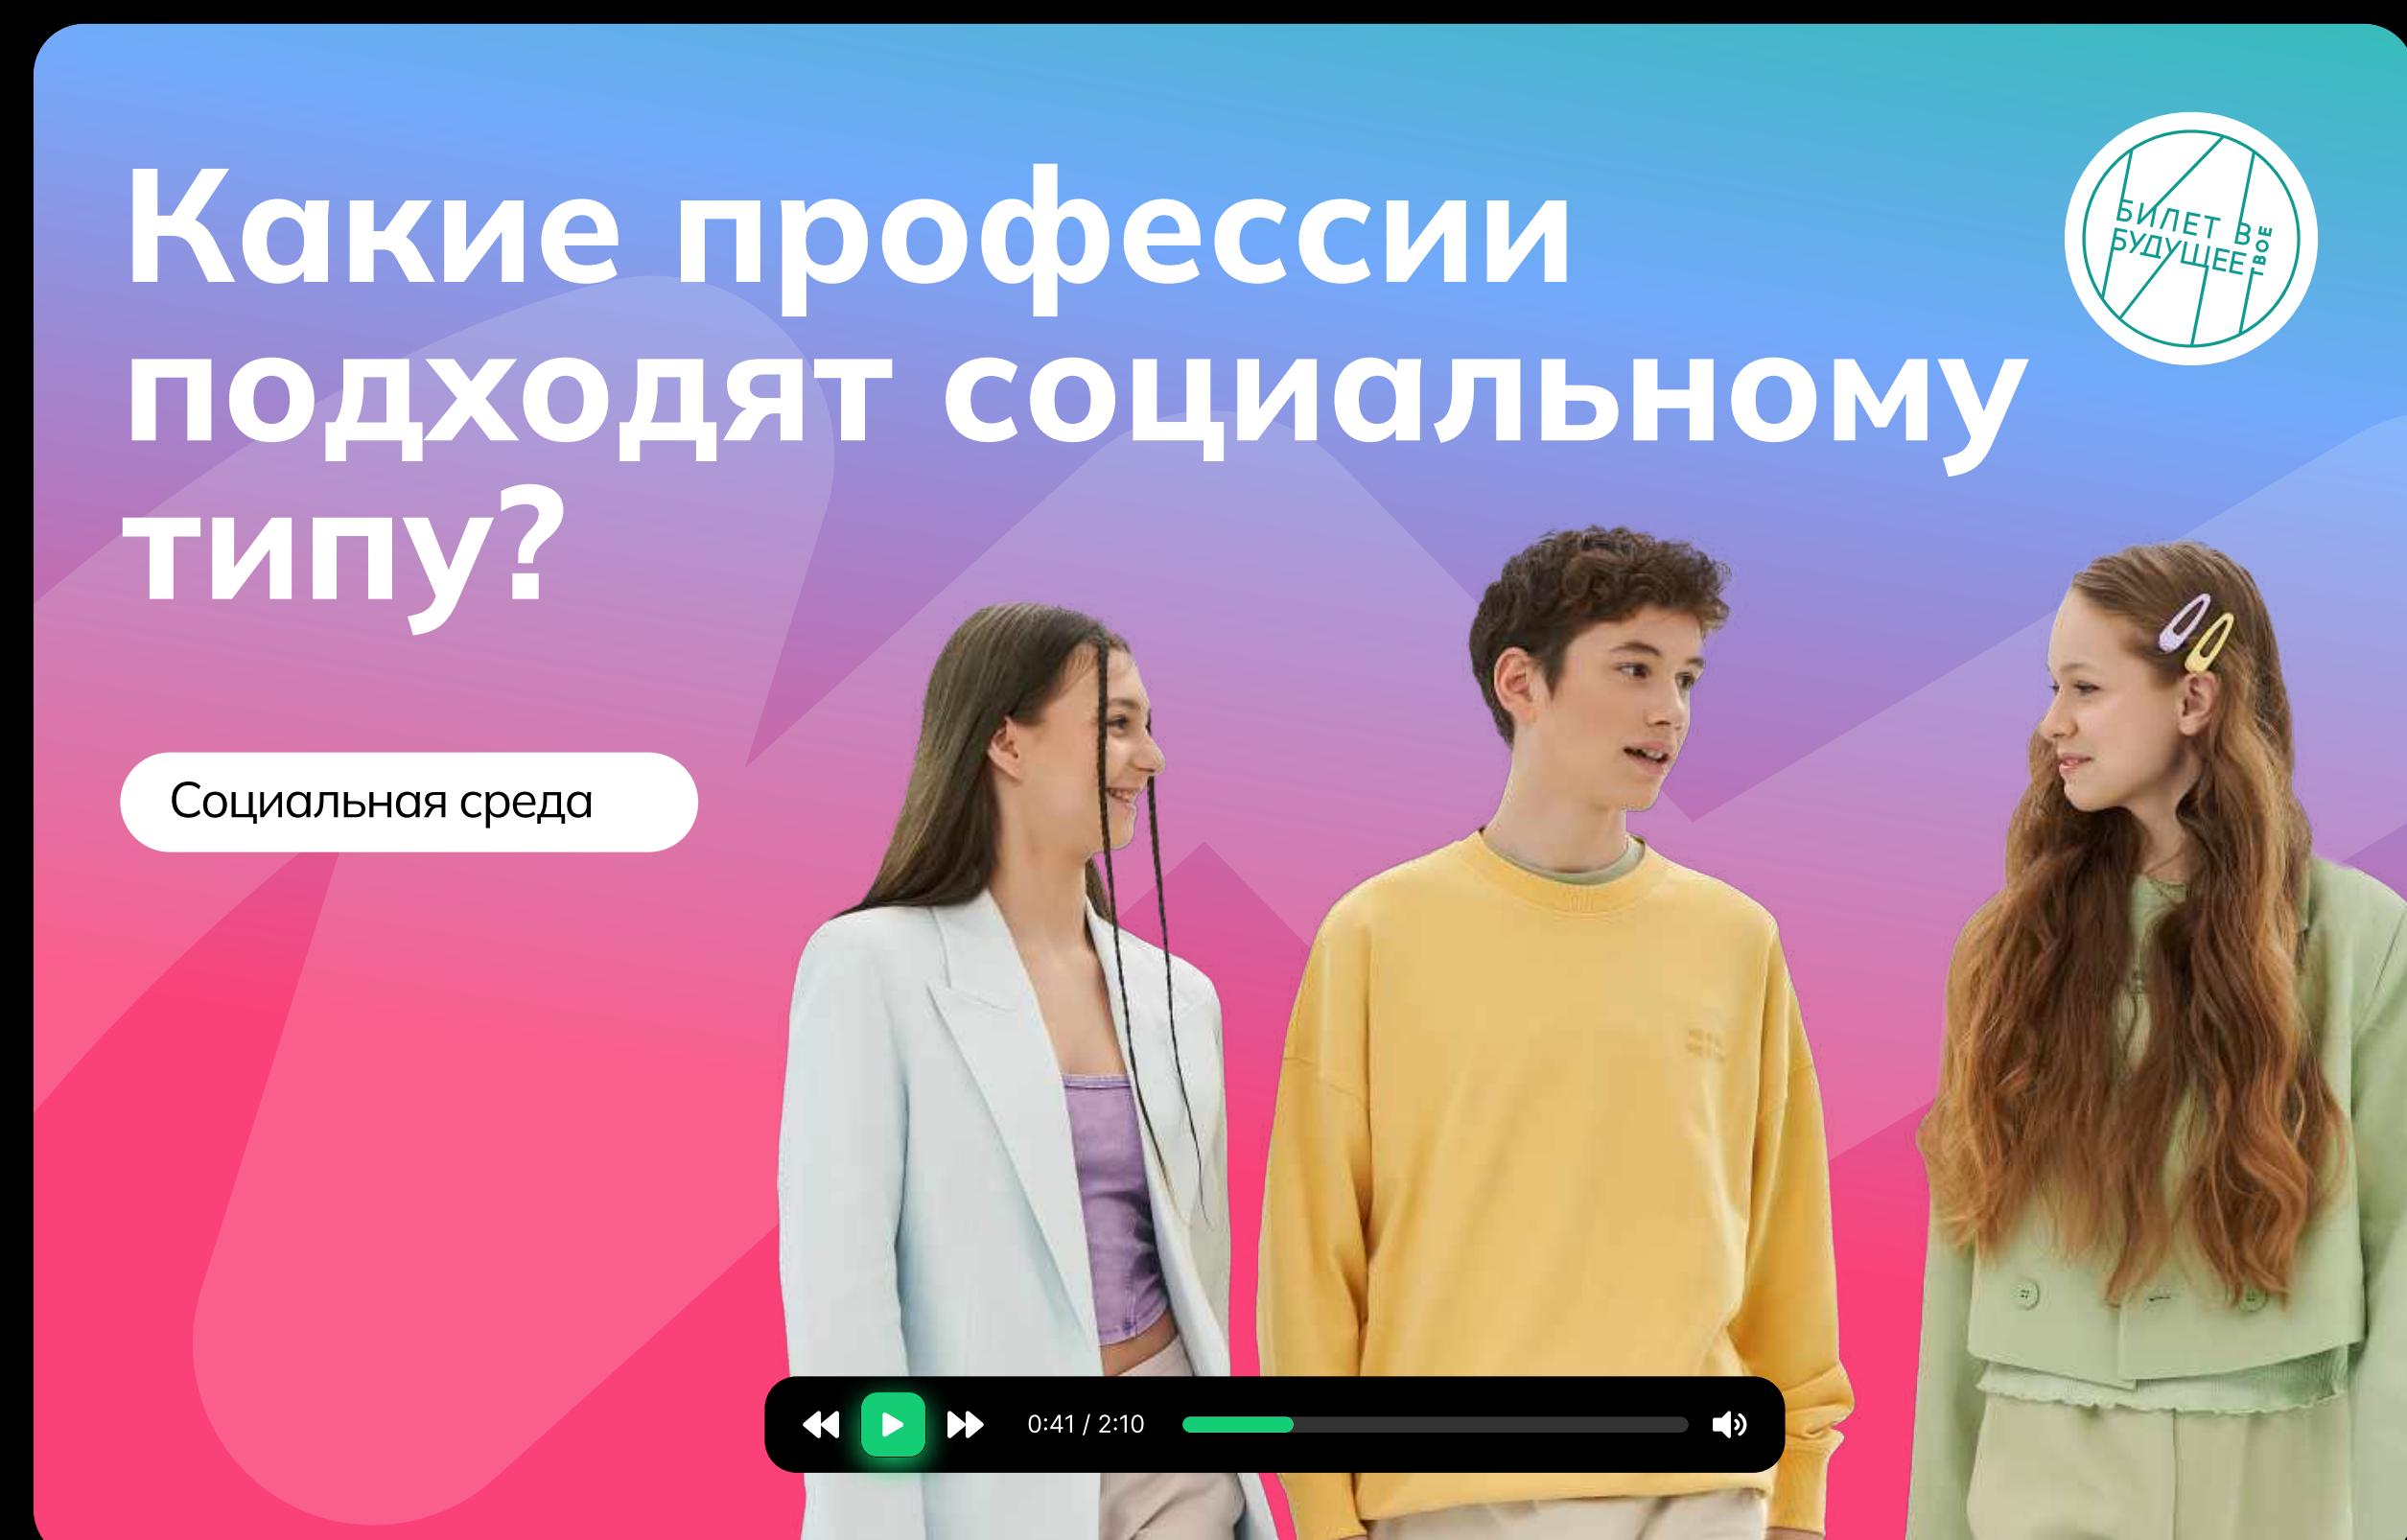 Какие профессии
подходят социальному
типу?
БИЛЕТ В
БУДУЩЕЕ
ТВОЕ
Социальная среда
0:41 / 2:10